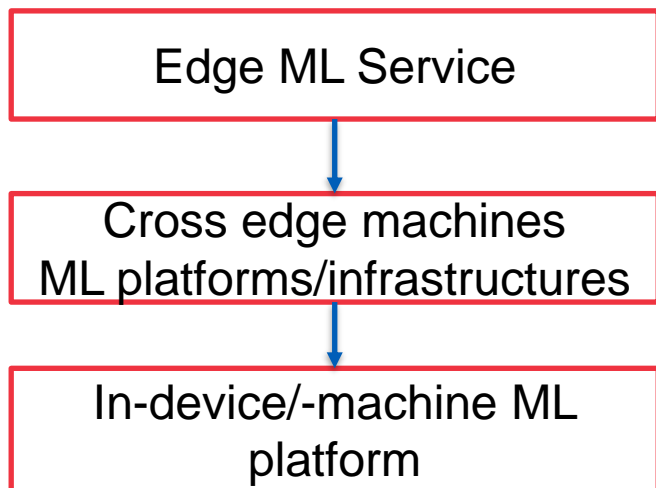 Edge ML Service
Cross edge machines
ML platforms/infrastructures
In-device/-machine ML
platform